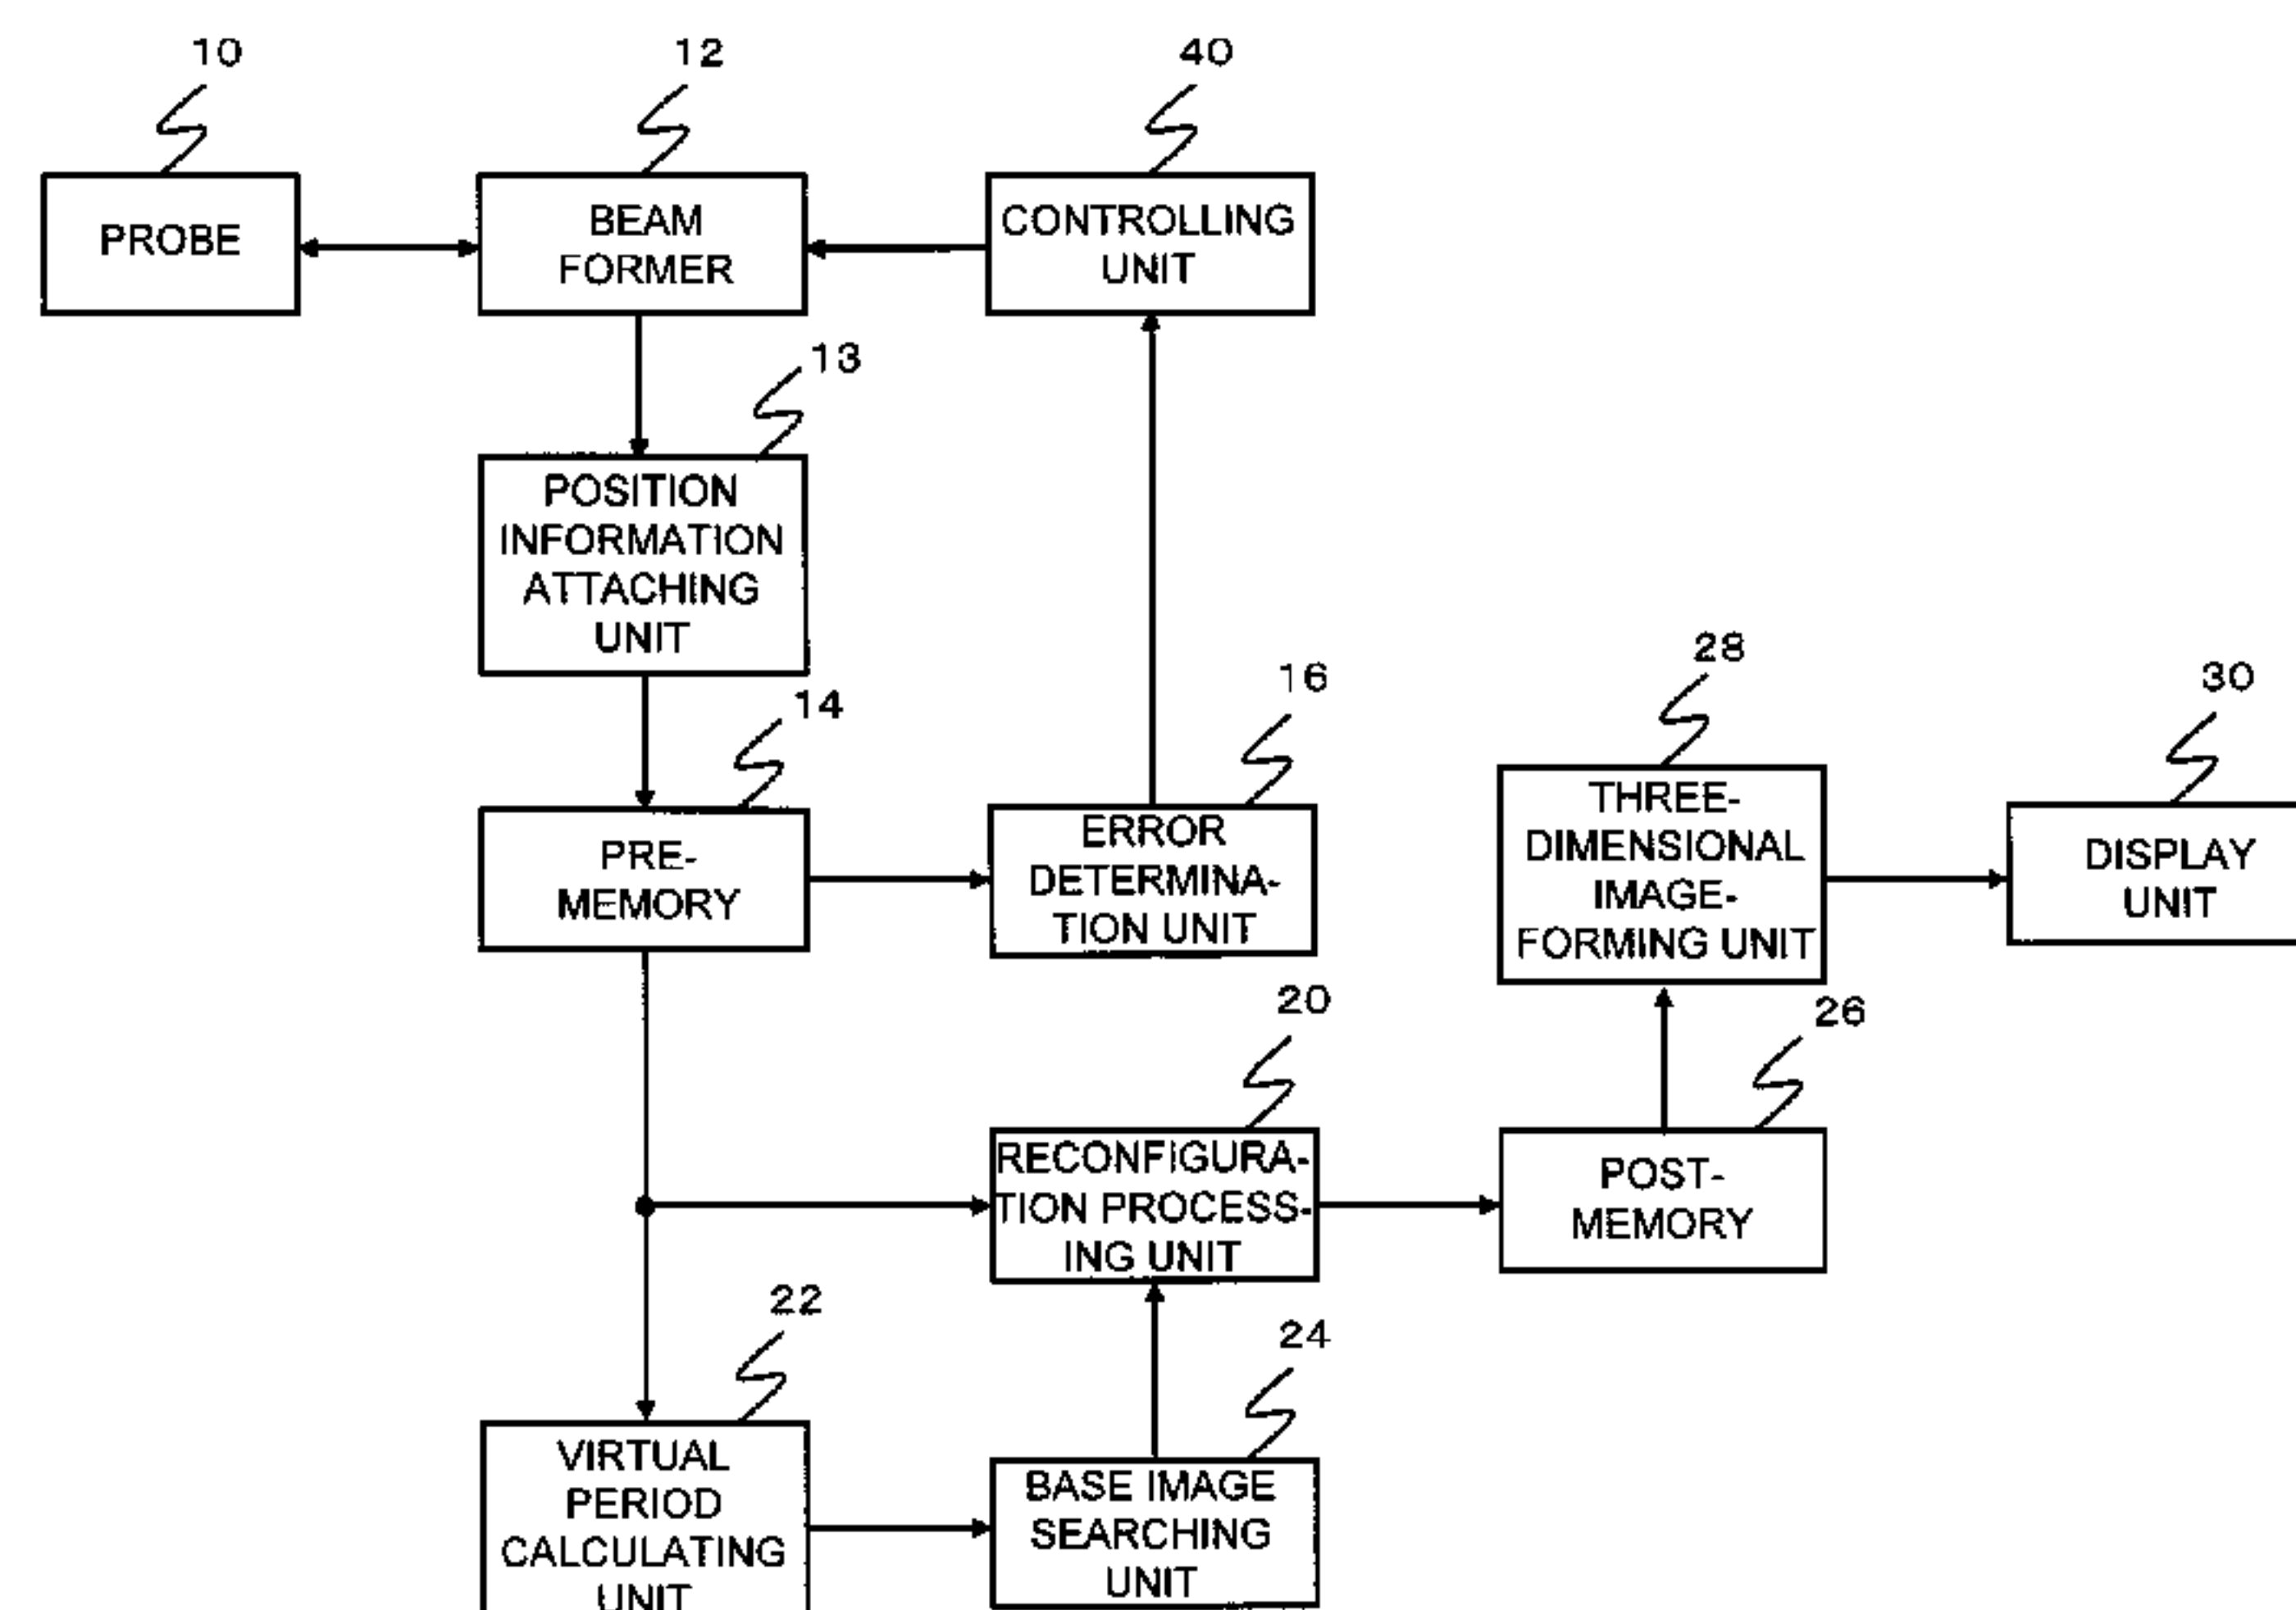 10
12
40
PROBE
BEAM
FORMER
CONTROLLING
UNIT
13
POSITION
INFORMATION
ATTACHING
UNIT
14
16
28
30
PRE-
MEMORY
ERROR
DETERMINA-
TION UNIT
THREE-
DIMENSIONAL
IMAGE-
FORMING UNIT
DISPLAY
UNIT
20
26
RECONFIGURA-
TION PROCESS-
ING UNIT
POST-
MEMORY
22
24
VIRTUAL
PERIOD
CALCULATING
UNIT
BASE IMAGE
SEARCHING
UNIT